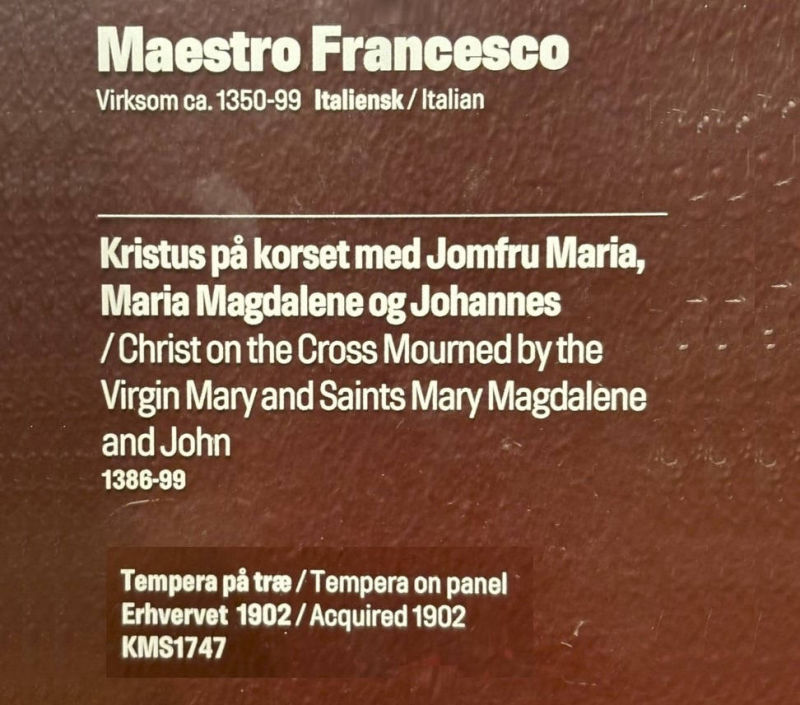 Maestro Francesco
Virksom ca. 1350-99 Italiensk / Italian
Kristus på korset med Jomfru Maria,
Maria Magdalene og Johannes
/ Christ on the Cross Mourned by the
Virgin Mary and Saints Mary Magdalene
and John
1386-99
Tempera på træ / Tempera on panel
Erhvervet 1902 / Acquired 1902
KMS1747